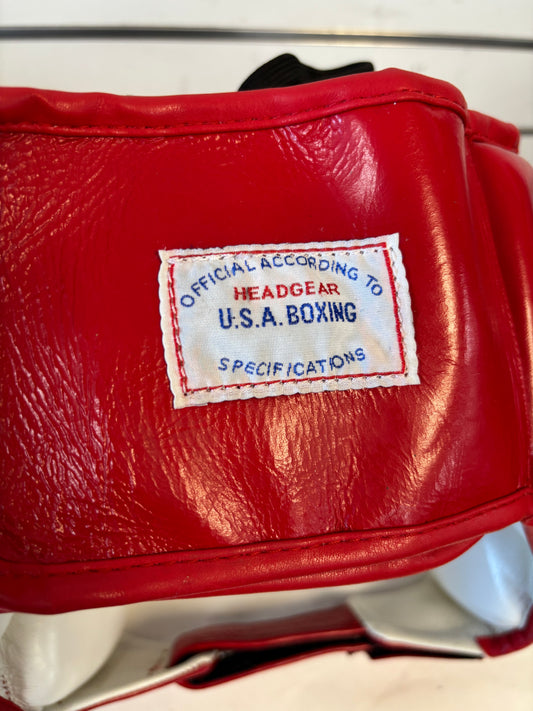 OFFICIAL ACCORDING TO
HEADGEAR
U.S.A. BOXING
SPECIFICATIONS